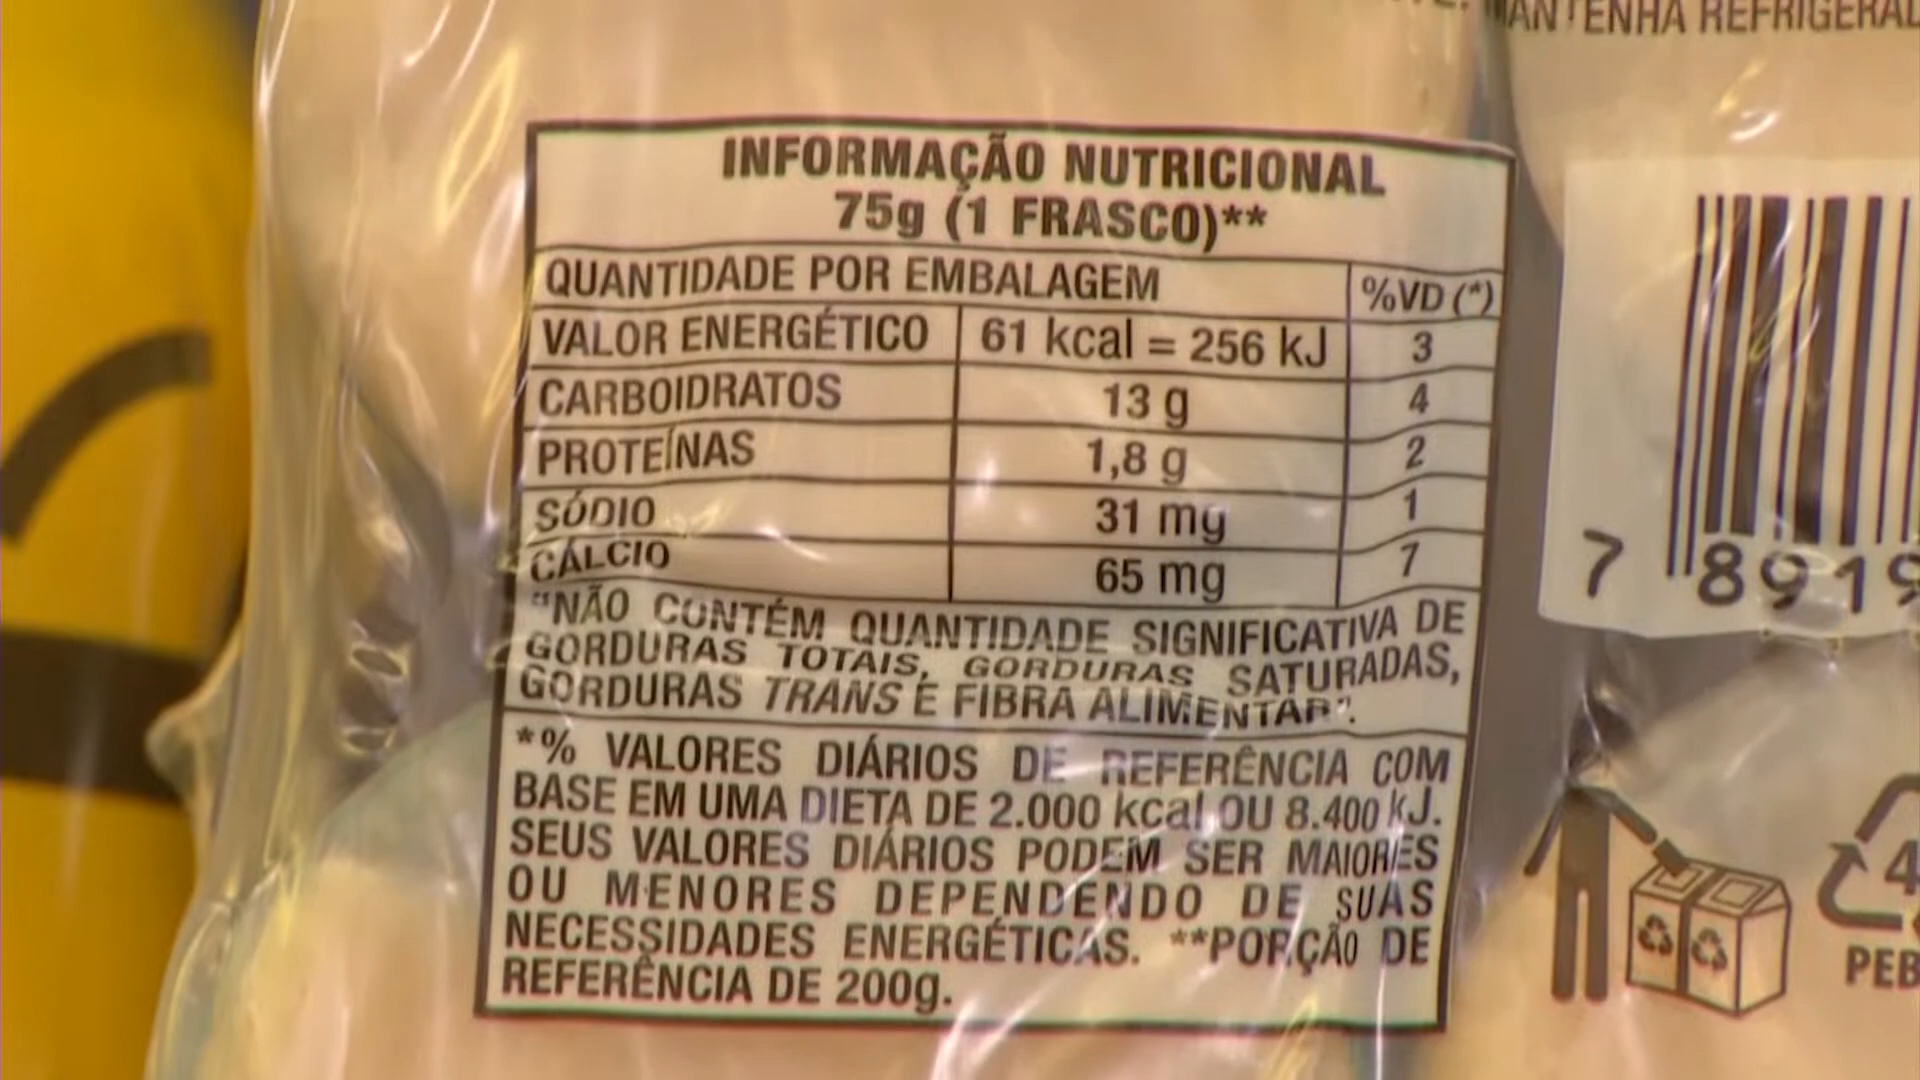 MANTENHA REFRIGERAD
INFORMAÇÃO NUTRICIONAL
75g (1 FRASCO)**
QUANTIDADE POR EMBALAGEM %VD (*)
VALOR ENERGÉTICO 61 kcal = 256 kJ 3
CARBOIDRATOS 13 g 4
PROTEÍNAS 1,8 g 2
SÓDIO 31 mg 1
CÁLCIO 65 mg 7
"NÃO CONTÉM QUANTIDADE SIGNIFICATIVA DE
GORDURAS TOTAIS, GORDURAS SATURADAS,
GORDURAS TRANS E FIBRA ALIMENTAR".
*% VALORES DIÁRIOS DE REFERÊNCIA COM
BASE EM UMA DIETA DE 2.000 kcal OU 8.400 kJ.
SEUS VALORES DIÁRIOS PODEM SER MAIORES
OU MENORES DEPENDENDO DE SUAS
NECESSIDADES ENERGÉTICAS. **PORÇÃO DE
REFERÊNCIA DE 200g.
7 8919
4
PEB